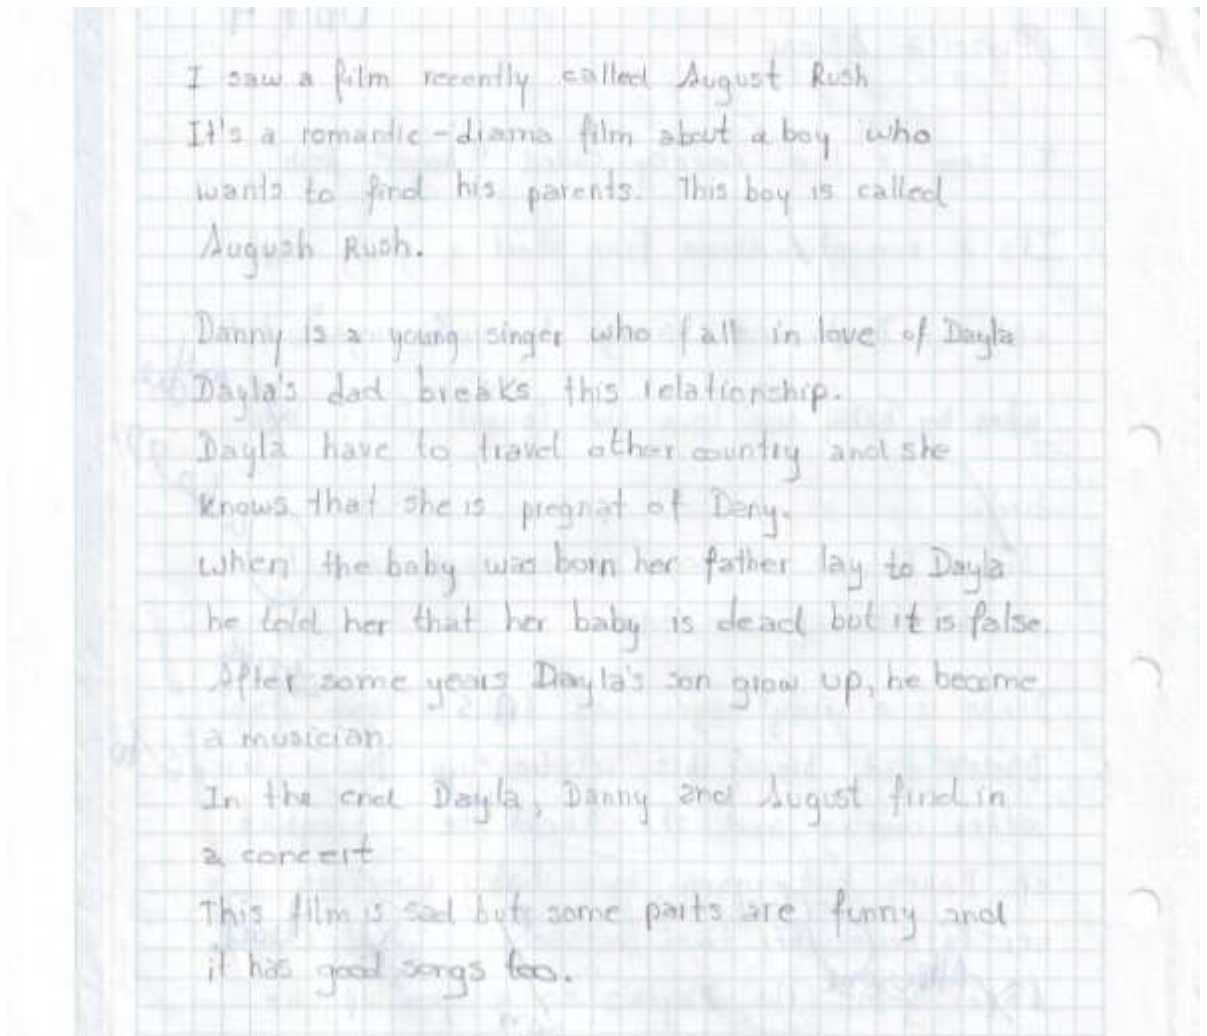 I saw a film recently called August Rush
It's a romantic-drama film about a boy who
wants to find his parents. This boy is called
Augush Rush.
Danny is a young singer who fall in love of Dayla
Dayla's dad breaks this relationship.
Dayla have to travel other country and she
knows that she is pregnat of Dany.
when the baby was born her father lay to Dayla
he told her that her baby is dead but it is false.
After some years Dayla's son grow up, he become
a musician.
In the end Dayla, Danny and August find in
a concert
This film is sad but some parts are funny and
it has good songs too.